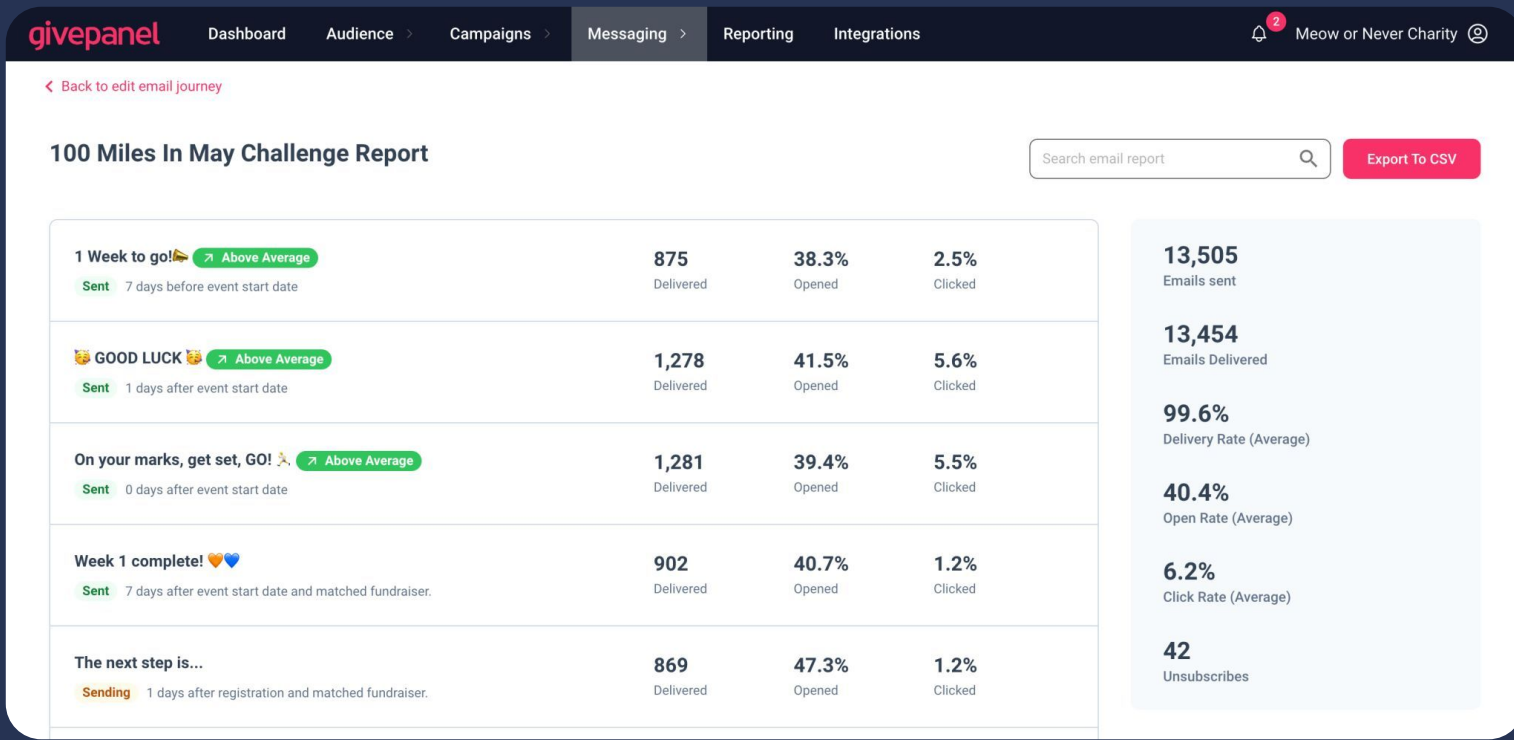 givepanel
Dashboard
Audience
Campaigns
Messaging
Reporting
Integrations
2
Meow or Never Charity
Back to edit email journey
100 Miles In May Challenge Report
Search email report
Export To CSV
1 Week to go! Above Average
Sent 7 days before event start date
875
Delivered
38.3%
Opened
2.5%
Clicked
🥳 GOOD LUCK 🥳 Above Average
Sent 1 days after event start date
1,278
Delivered
41.5%
Opened
5.6%
Clicked
On your marks, get set, GO! Above Average
Sent 0 days after event start date
1,281
Delivered
39.4%
Opened
5.5%
Clicked
Week 1 complete! 🧡💙
Sent 7 days after event start date and matched fundraiser.
902
Delivered
40.7%
Opened
1.2%
Clicked
The next step is...
Sending 1 days after registration and matched fundraiser.
869
Delivered
47.3%
Opened
1.2%
Clicked
13,505
Emails sent
13,454
Emails Delivered
99.6%
Delivery Rate (Average)
40.4%
Open Rate (Average)
6.2%
Click Rate (Average)
42
Unsubscribes